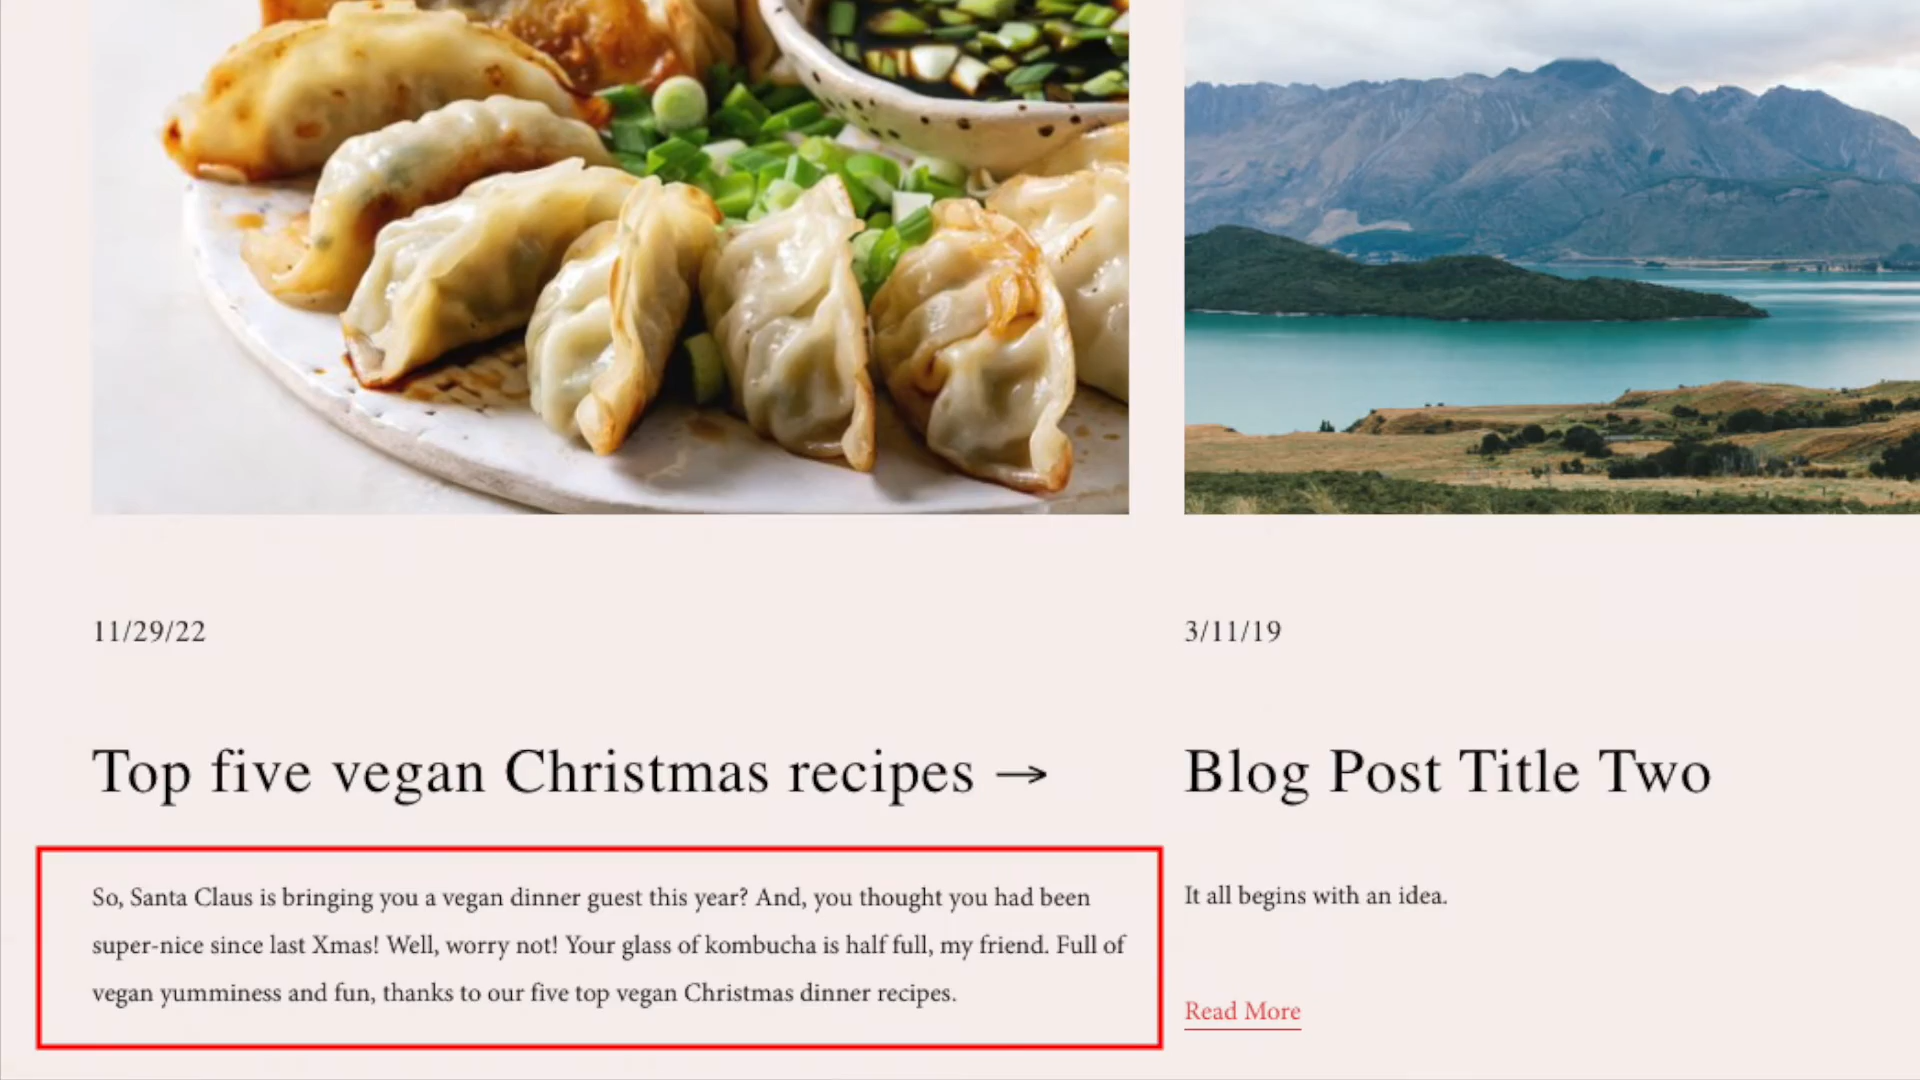 11/29/22
Top five vegan Christmas recipes →
So, Santa Claus is bringing you a vegan dinner guest this year? And, you thought you had been
super-nice since last Xmas! Well, worry not! Your glass of kombucha is half full, my friend. Full of
vegan yumminess and fun, thanks to our five top vegan Christmas dinner recipes.
3/11/19
Blog Post Title Two
It all begins with an idea.
Read More